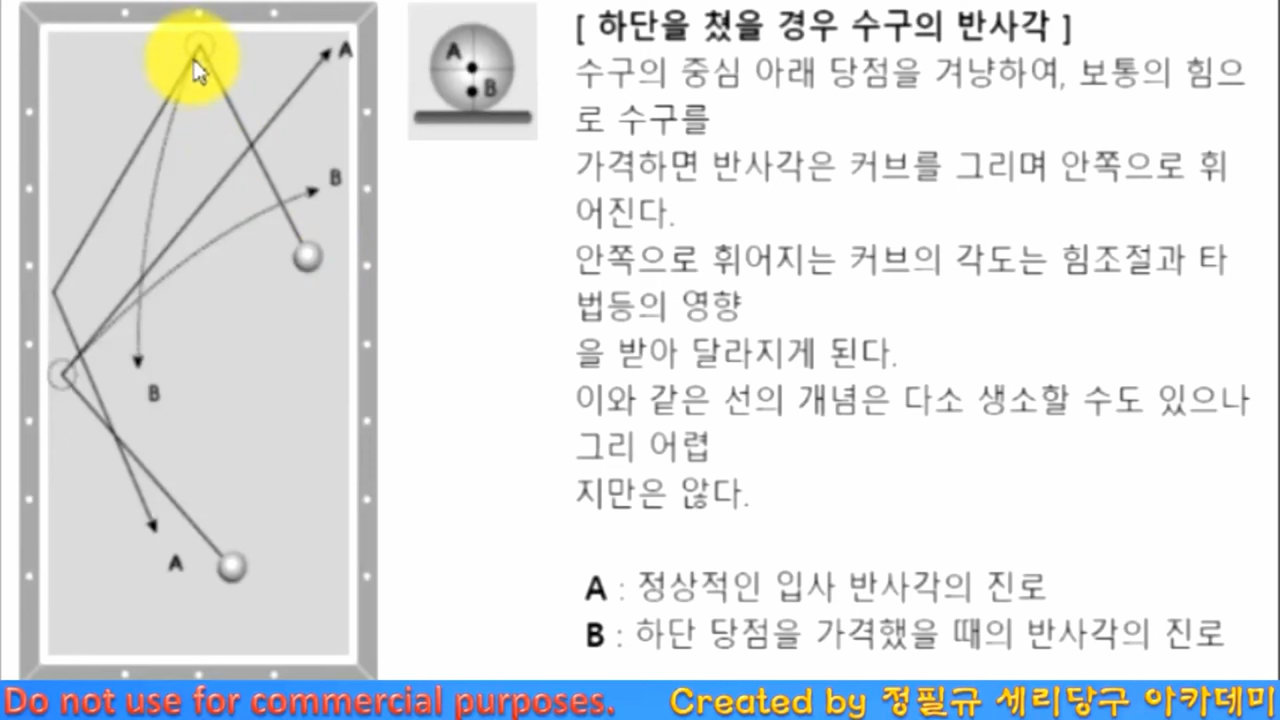 [ 하단을 쳤을 경우 수구의 반사각 ]
수구의 중심 아래 당점을 겨냥하여, 보통의 힘으
로 수구를
가격하면 반사각은 커브를 그리며 안쪽으로 휘
어진다.
안쪽으로 휘어지는 커브의 각도는 힘조절과 타
법등의 영향
을 받아 달라지게 된다.
이와 같은 선의 개념은 다소 생소할 수도 있으나
그리 어렵
지만은 않다.
A : 정상적인 입사 반사각의 진로
B : 하단 당점을 가격했을 때의 반사각의 진로
A
B
B
A
A
B
Do not use for commercial purposes.
Created by 정필규 세리당구 아카데미